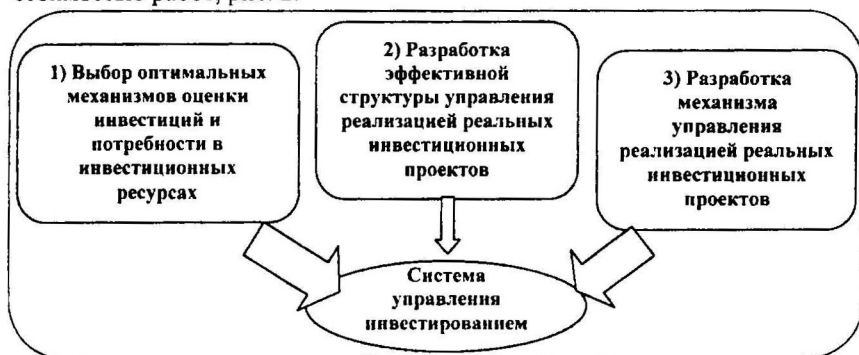 1) Выбор оптимальных
механизмов оценки
инвестиций и
потребности в
инвестиционных
ресурсах
2) Разработка
эффективной
структуры управления
реализацией реальных
инвестиционных
проектов
3) Разработка
механизма
управления
реализацией реальных
инвестиционных
проектов
Система
управления
инвестированием